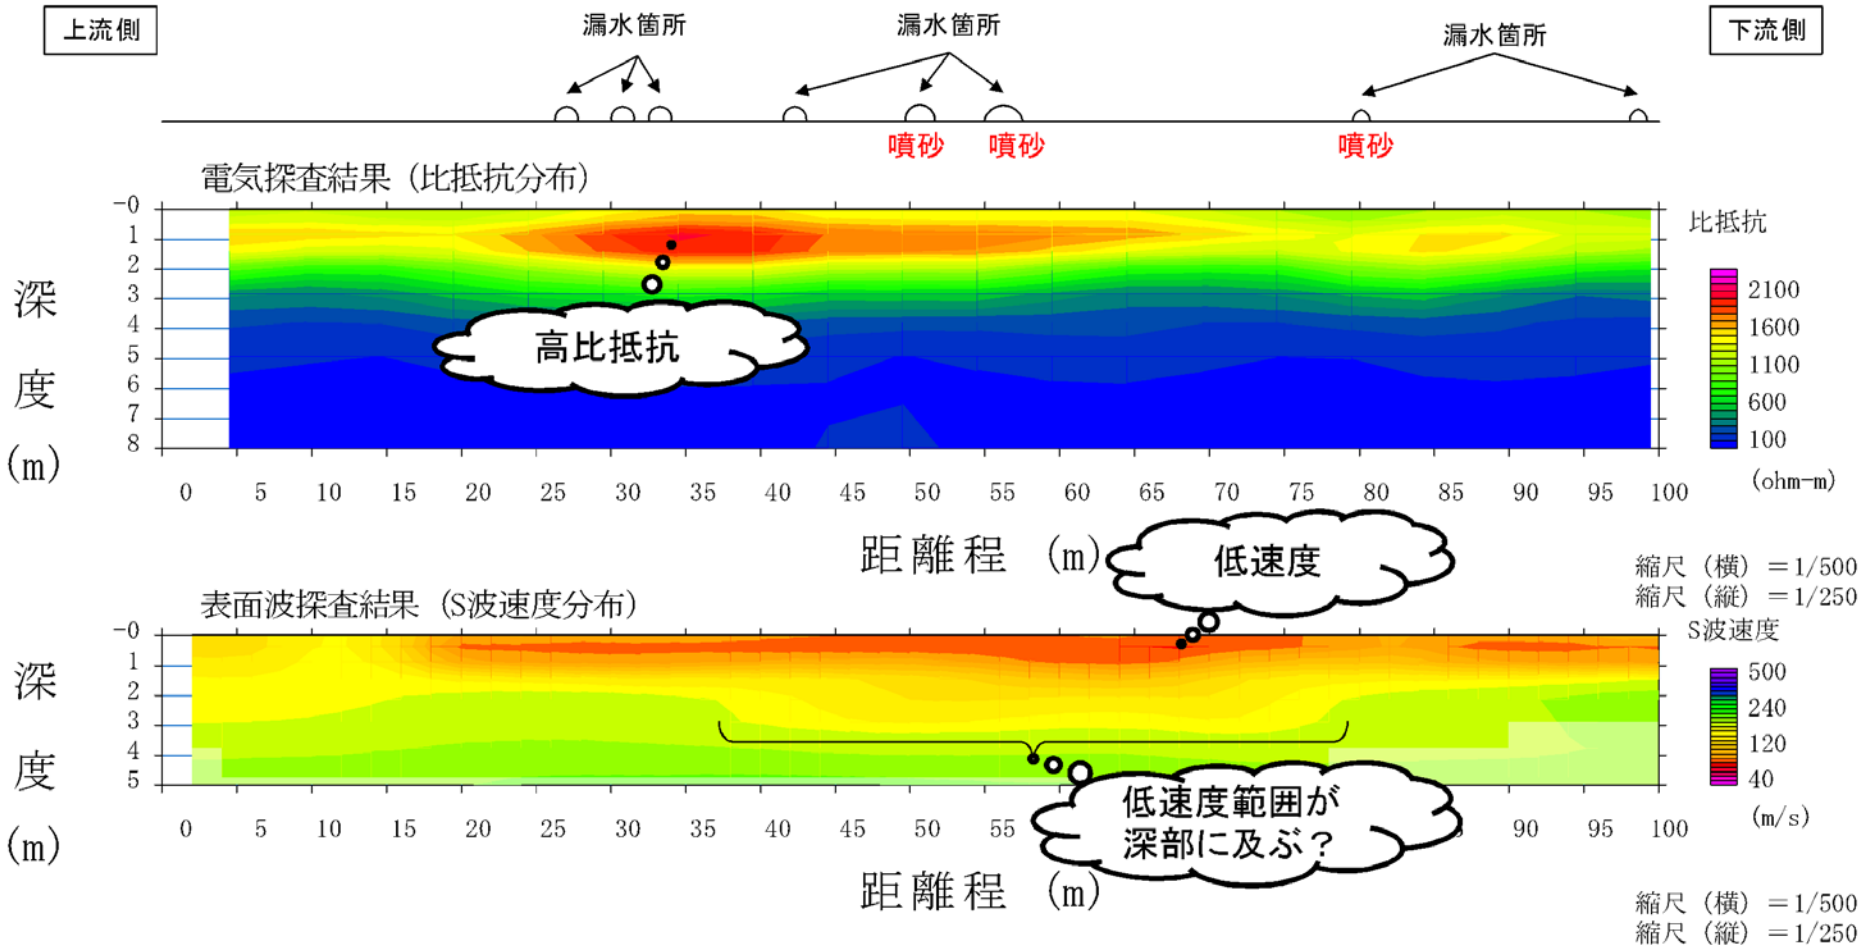 上流側
漏水箇所
漏水箇所
漏水箇所
下流側
噴砂
噴砂
噴砂
電気探査結果（比抵抗分布）
-0
1
2
3
4
5
6
7
8
深度
(m)
高比抵抗
0 5 10 15 20 25 30 35 40 45 50 55 60 65 70 75 80 85 90 95 100
距離程 (m)
比抵抗
2100
1600
1100
600
100
(ohm-m)
縮尺（横）＝1/500
縮尺（縦）＝1/250
低速度
表面波探査結果（S波速度分布）
-0
1
2
3
4
5
深度
(m)
0 5 10 15 20 25 30 35 40 45 50 55 90 95 100
低速度範囲が
深部に及ぶ？
距離程 (m)
S波速度
500
240
120
40
(m/s)
縮尺（横）＝1/500
縮尺（縦）＝1/250